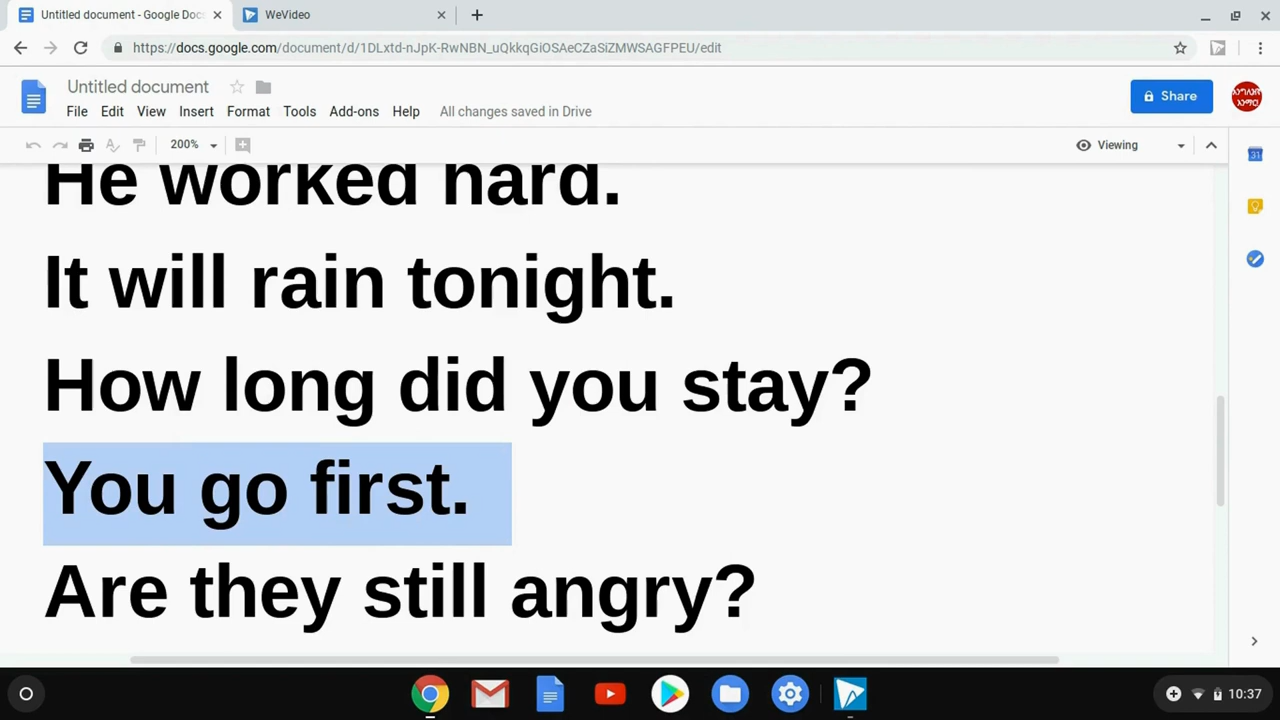 Untitled document - Google Docs
WeVideo
https://docs.google.com/document/d/1DLxtd-nJpK-RwNBN_uQkkqGiOSAeCZaSiZMWSAGFPEU/edit
Untitled document
File Edit View Insert Format Tools Add-ons Help All changes saved in Drive
Share
200%
Viewing
31
He worked hard.
It will rain tonight.
How long did you stay?
You go first.
Are they still angry?
10:37